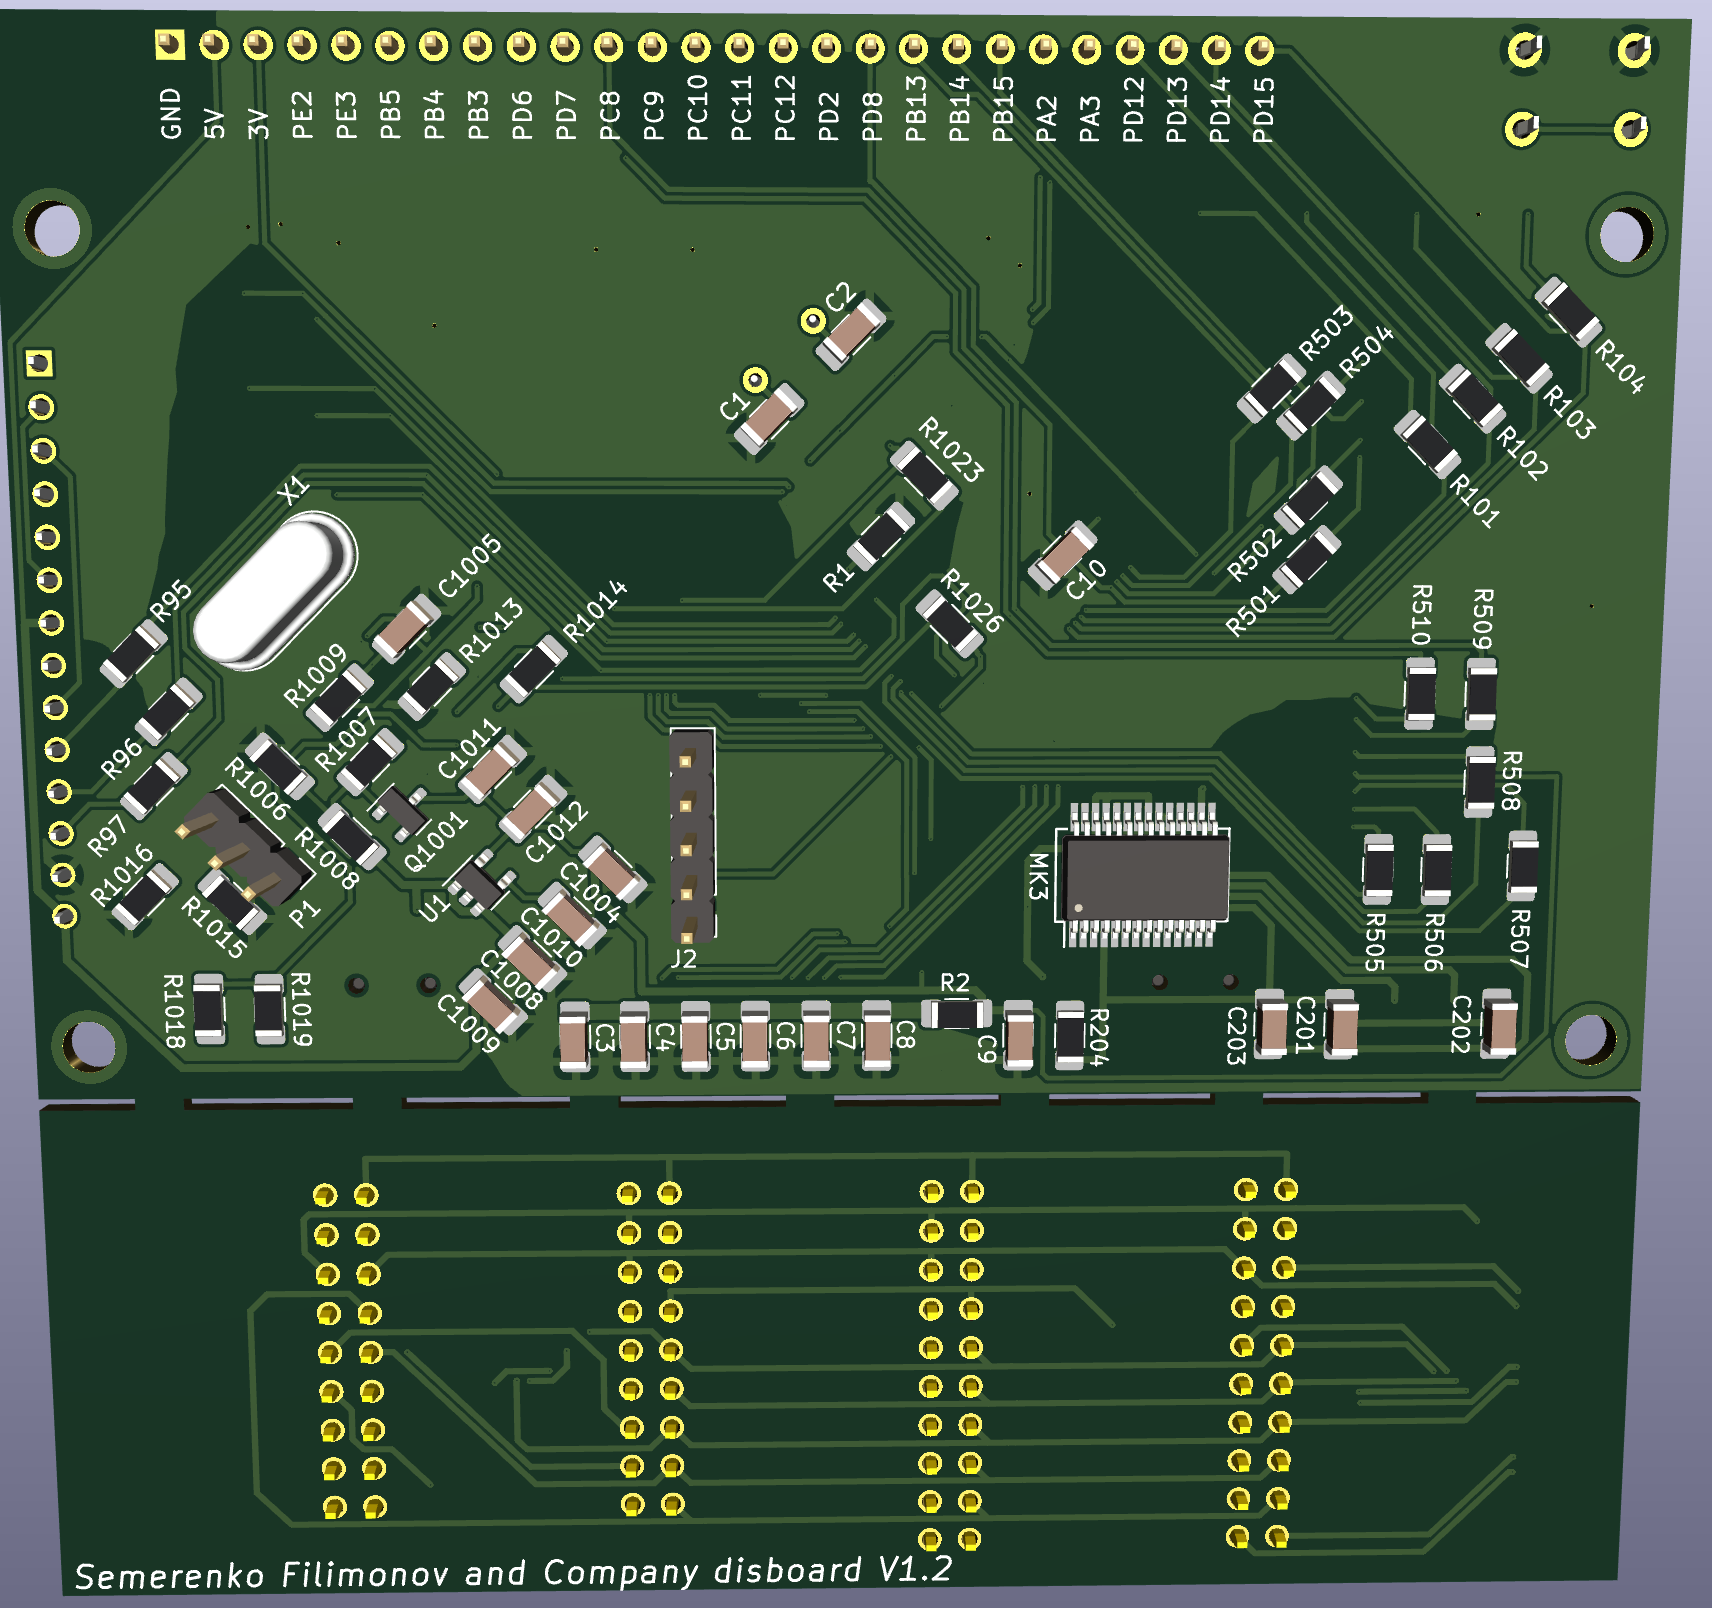 GND 5V 3V PE2 PE3 PB5 PB4 PB3 PD6 PD7 PC8 PC9 PC10 PC11 PC12 PD2 PD8 PB13 PB14 PB15 PA2 PA3 PD12 PD13 PD14 PD15
C2
C1
R503
R504
R104
R103
R102
R101
R1023
X1
R1
C10
R502
R501
C1005
R95
R1013
R1014
R1026
R510
R509
R1009
R1007
C1011
R96
R1006
R508
R97
R1008
Q1001
C1012
R1016
R1015
P1
U1
C1004
C1010
C1008
C1009
J2
MK3
R505
R506
R507
R1018
R1019
R2
C3
C4
C5
C6
C7
C8
C9
R204
C203
C201
C202
Semerenko Filimonov and Company disboard V1.2